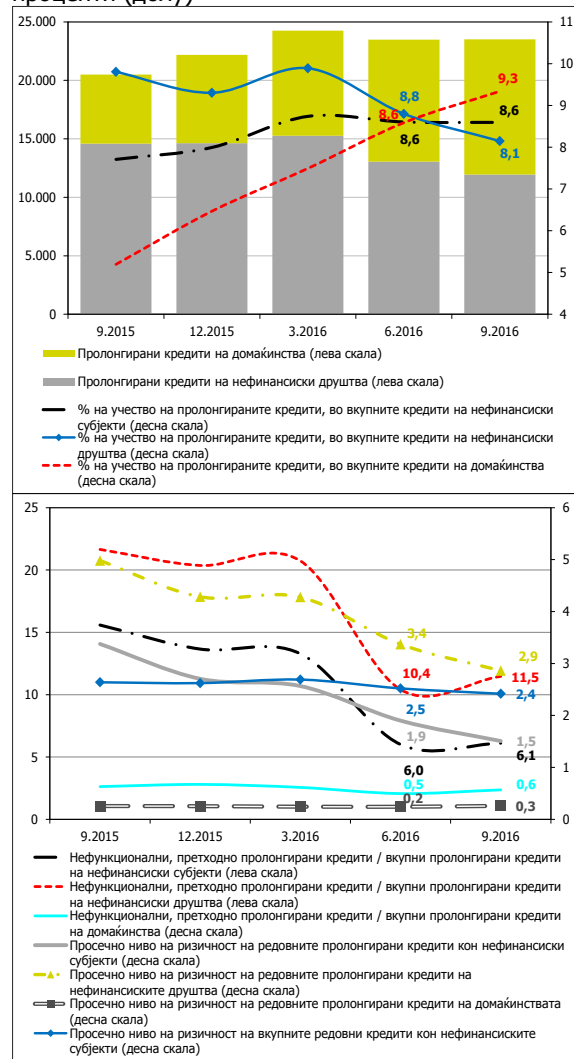 проценти (долу)
25.000
20.000
15.000
10.000
5.000
0
11
10
9
8
7
6
5
4
8,8
8,6
8,6
9,3
8,6
8,1
9.2015
12.2015
3.2016
6.2016
9.2016
Пролонгирани кредити на домаќинства (лева скала)
Пролонгирани кредити на нефинансиски друштва (лева скала)
% на учество на пролонгираните кредити, во вкупните кредити на нефинансиски
субјекти (десна скала)
% на учество на пролонгираните кредити, во вкупните кредити на нефинансиски
друштва (десна скала)
% на учество на пролонгираните кредити, во вкупните кредити на домаќинства
(десна скала)
25
20
15
10
5
0
6
5
4
3
2
1
0
3,4
2,9
10,4
11,5
2,5
2,4
1,9
1,5
6,0
6,1
0,5
0,6
0,2
0,3
9.2015
12.2015
3.2016
6.2016
9.2016
Нефункционални, претходно пролонгирани кредити / вкупни пролонгирани кредити
на нефинансиски субјекти (лева скала)
Нефункционални, претходно пролонгирани кредити / вкупни пролонгирани кредити
на нефинансиски друштва (лева скала)
Нефункционални, претходно пролонгирани кредити / вкупни пролонгирани кредити
на домаќинства (десна скала)
Просечно ниво на ризичност на редовните пролонгирани кредити кон нефинансиски
субјекти (десна скала)
Просечно ниво на ризичност на редовните пролонгирани кредити на
нефинансиските друштва (десна скала)
Просечно ниво на ризичност на редовните пролонгирани кредити на домаќинствата
(десна скала)
Просечно ниво на ризичност на вкупните редовни кредити кон нефинансиските
субјекти (десна скала)